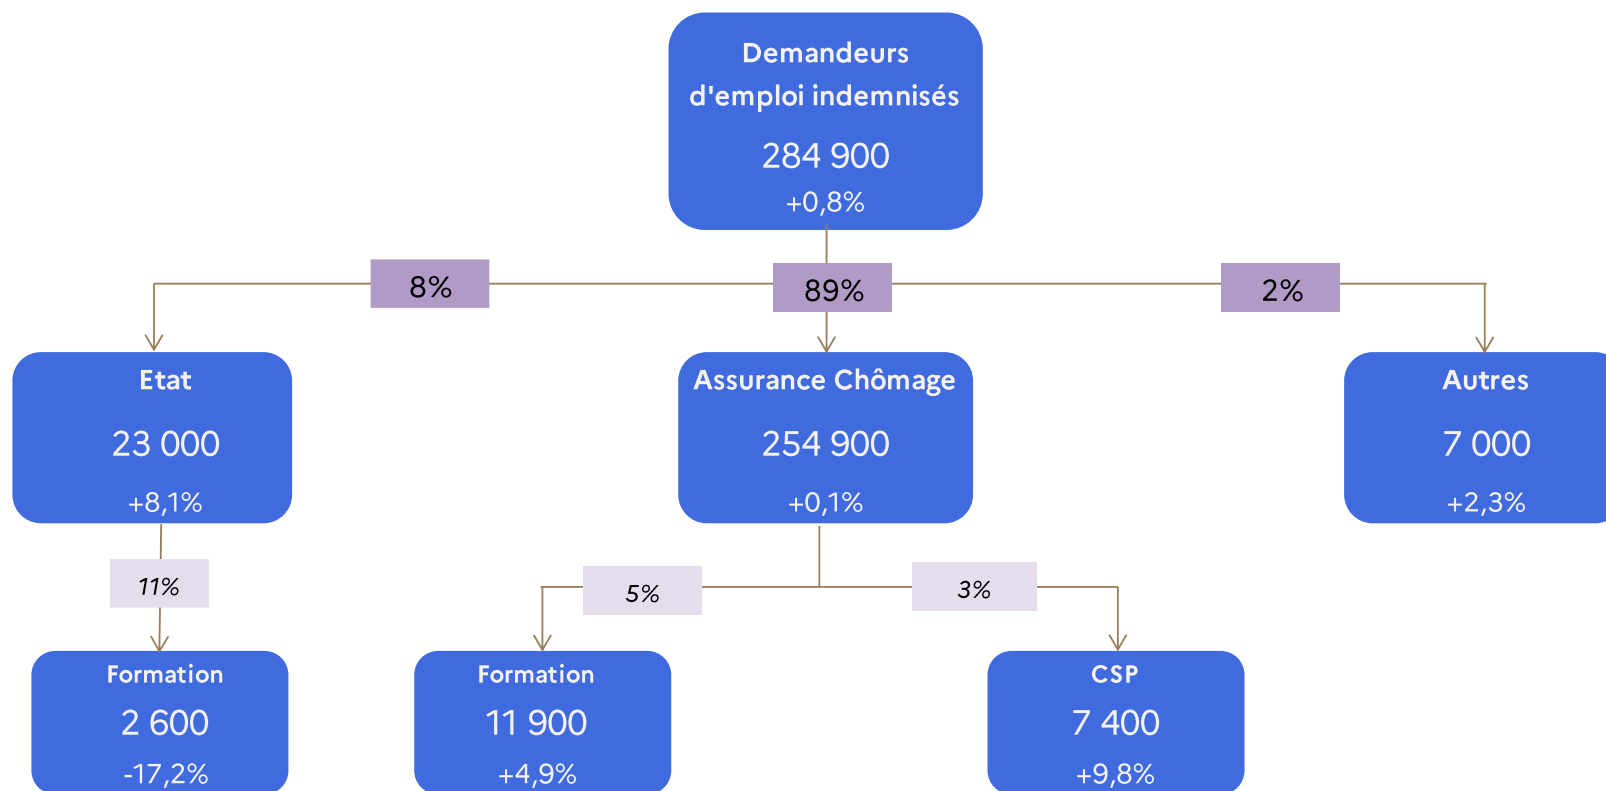 Demandeurs
d'emploi indemnisés
284 900
+0,8%
8%
89%
2%
Etat
23 000
+8,1%
Assurance Chômage
254 900
+0,1%
Autres
7 000
+2,3%
11%
5%
3%
Formation
2 600
-17,2%
Formation
11 900
+4,9%
CSP
7 400
+9,8%